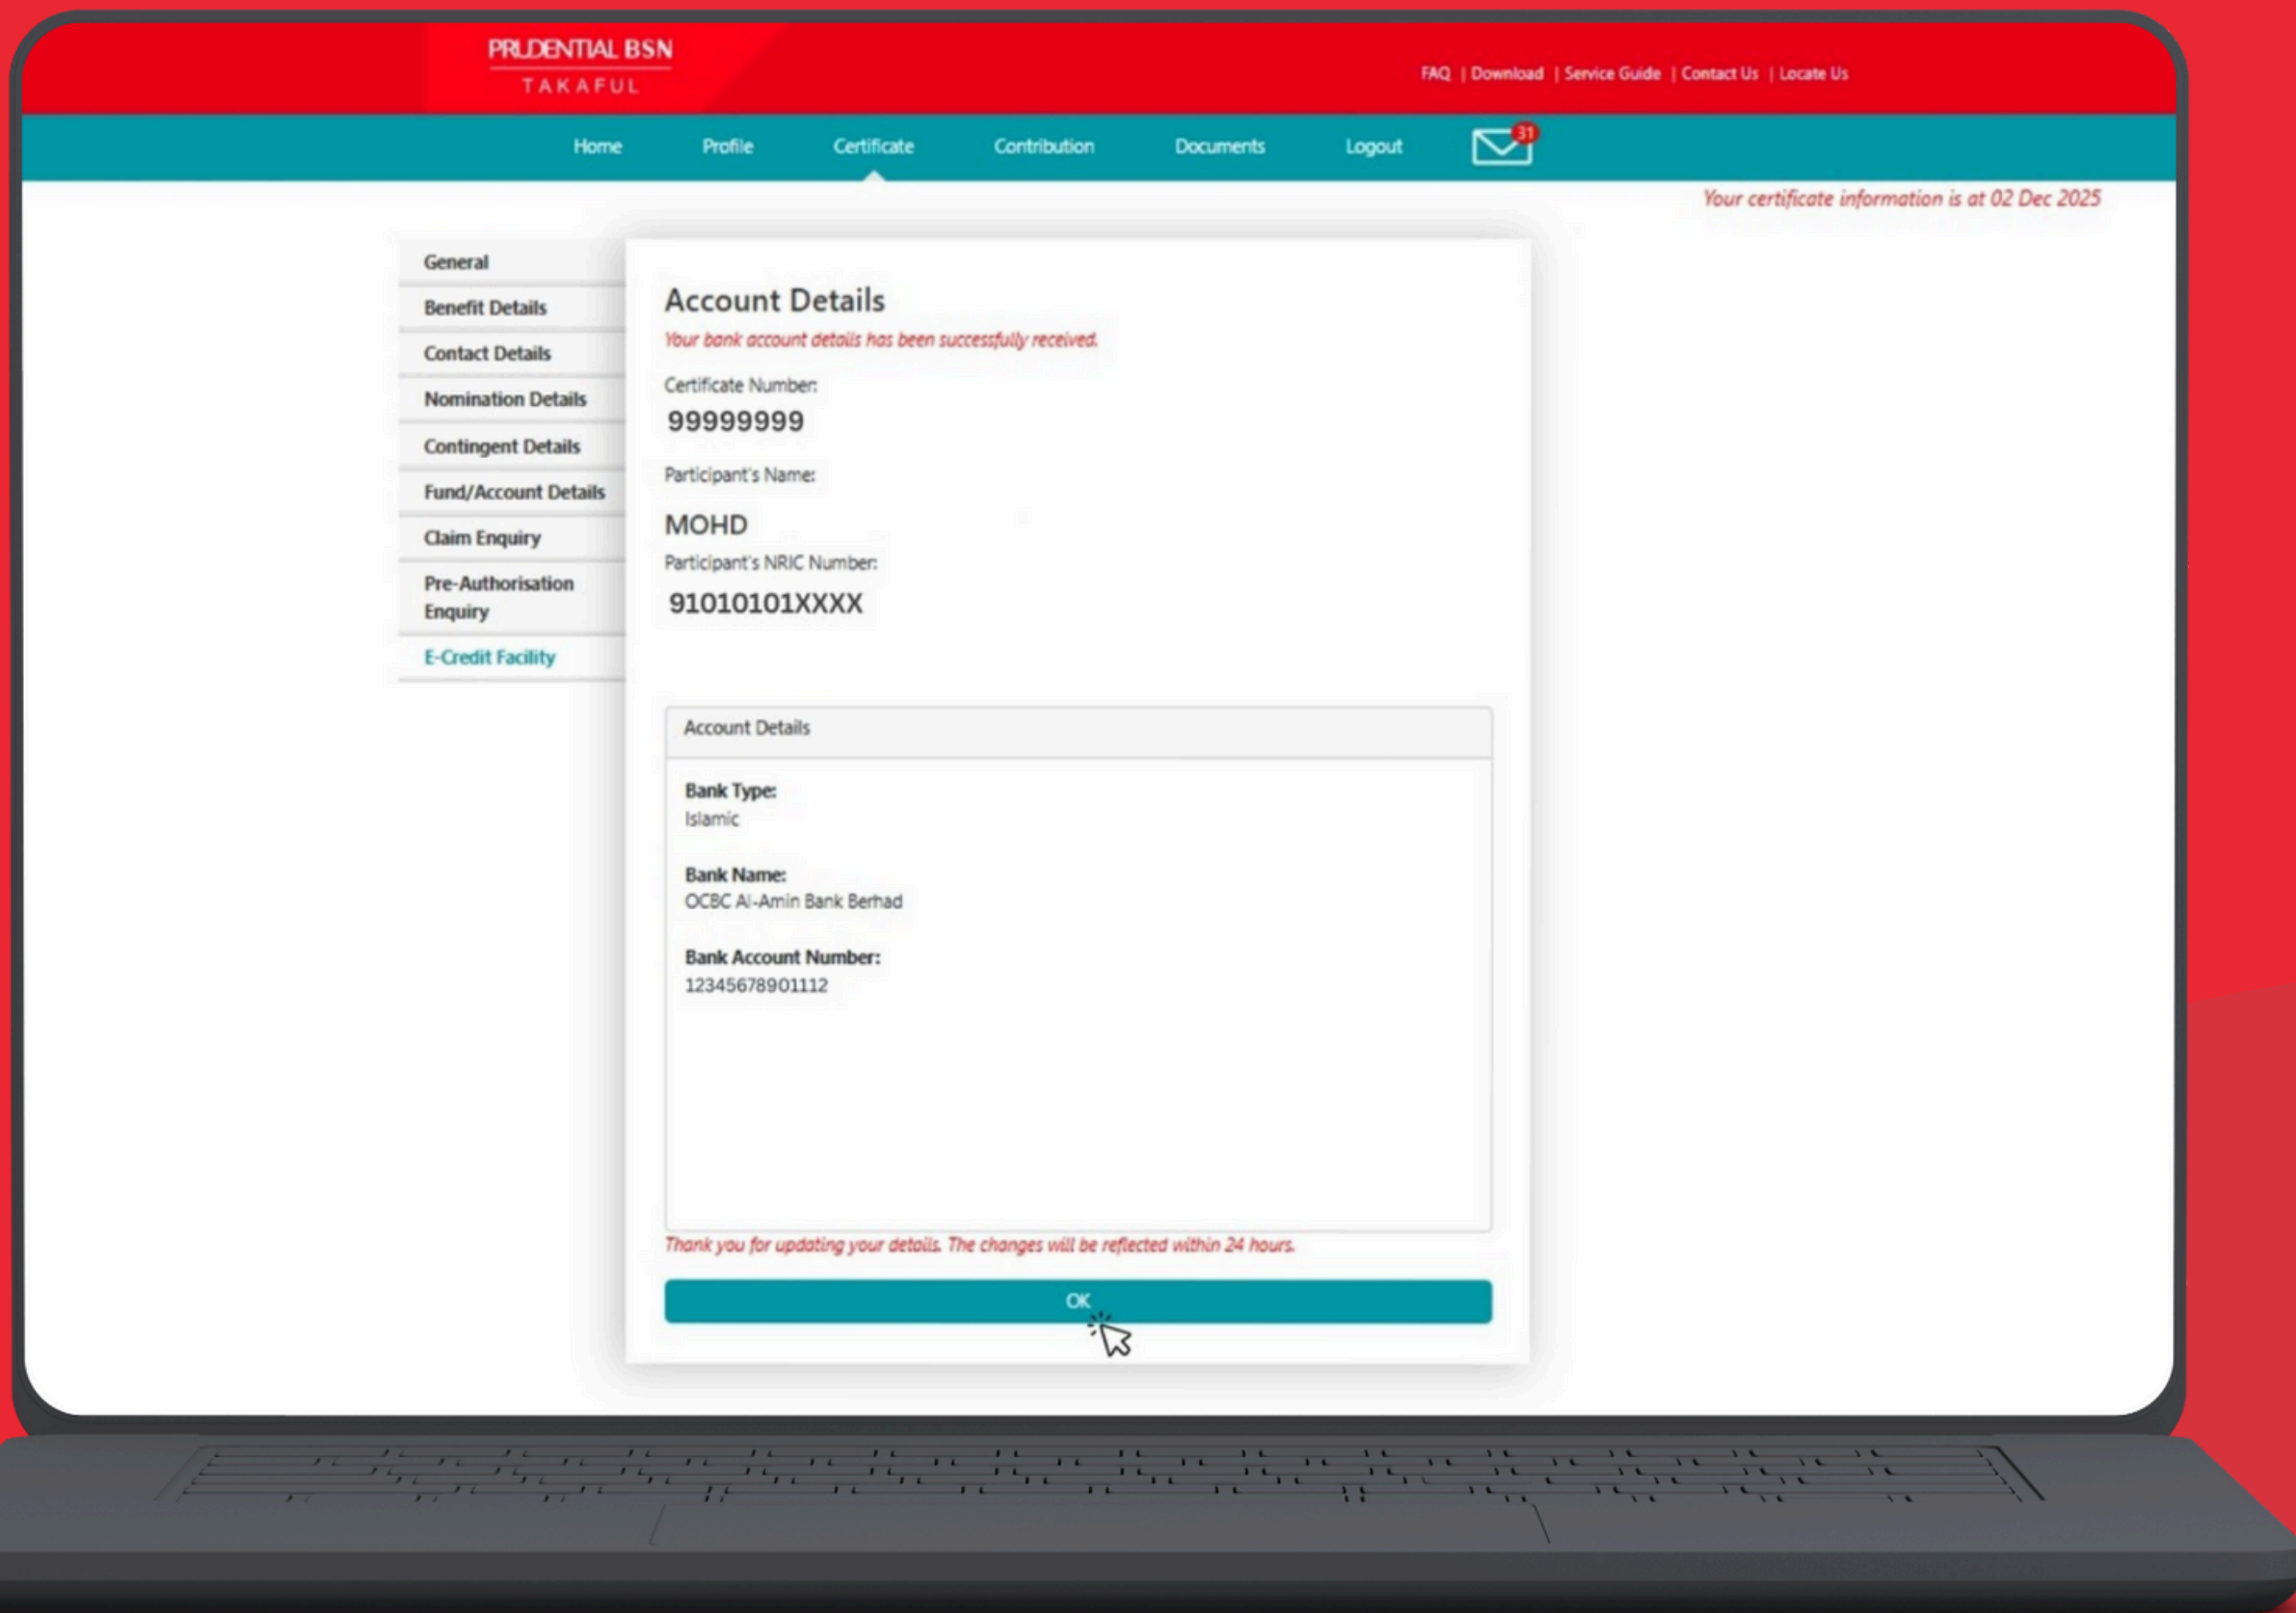 PRUDENTIAL BSN
TAKAFUL
FAQ | Download | Service Guide | Contact Us | Locate Us
Home Profile Certificate Contribution Documents Logout 31
Your certificate information is at 02 Dec 2025
General
Benefit Details
Contact Details
Nomination Details
Contingent Details
Fund/Account Details
Claim Enquiry
Pre-Authorisation
Enquiry
E-Credit Facility
Account Details
Your bank account details has been successfully received.
Certificate Number:
99999999
Participant's Name:
MOHD
Participant's NRIC Number:
91010101XXXX
Account Details
Bank Type:
Islamic
Bank Name:
OCBC Al-Amin Bank Berhad
Bank Account Number:
12345678901112
Thank you for updating your details. The changes will be reflected within 24 hours.
OK